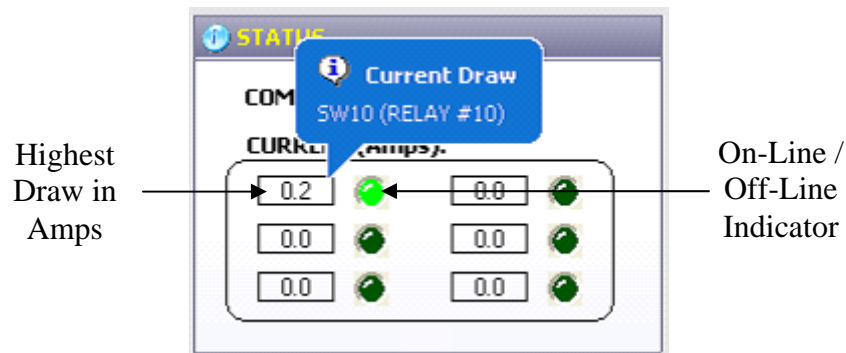 STATUS
Current Draw
SW10 (RELAY #10)
COM
CURRENT (Amps):
Highest
Draw in
Amps
0.2
0.0
0.0
0.0
0.0
0.0
On-Line /
Off-Line
Indicator